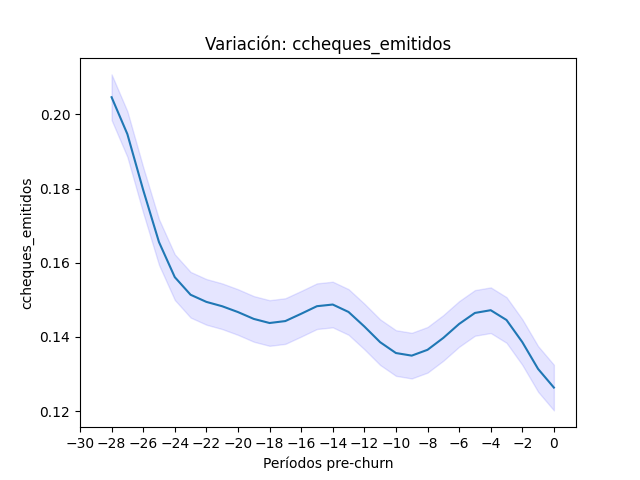 Variación: ccheques_emitidos
ccheques_emitidos
0.20
0.18
0.16
0.14
0.12
−30 −28 −26 −24 −22 −20 −18 −16 −14 −12 −10 −8 −6 −4 −2 0
Períodos pre-churn